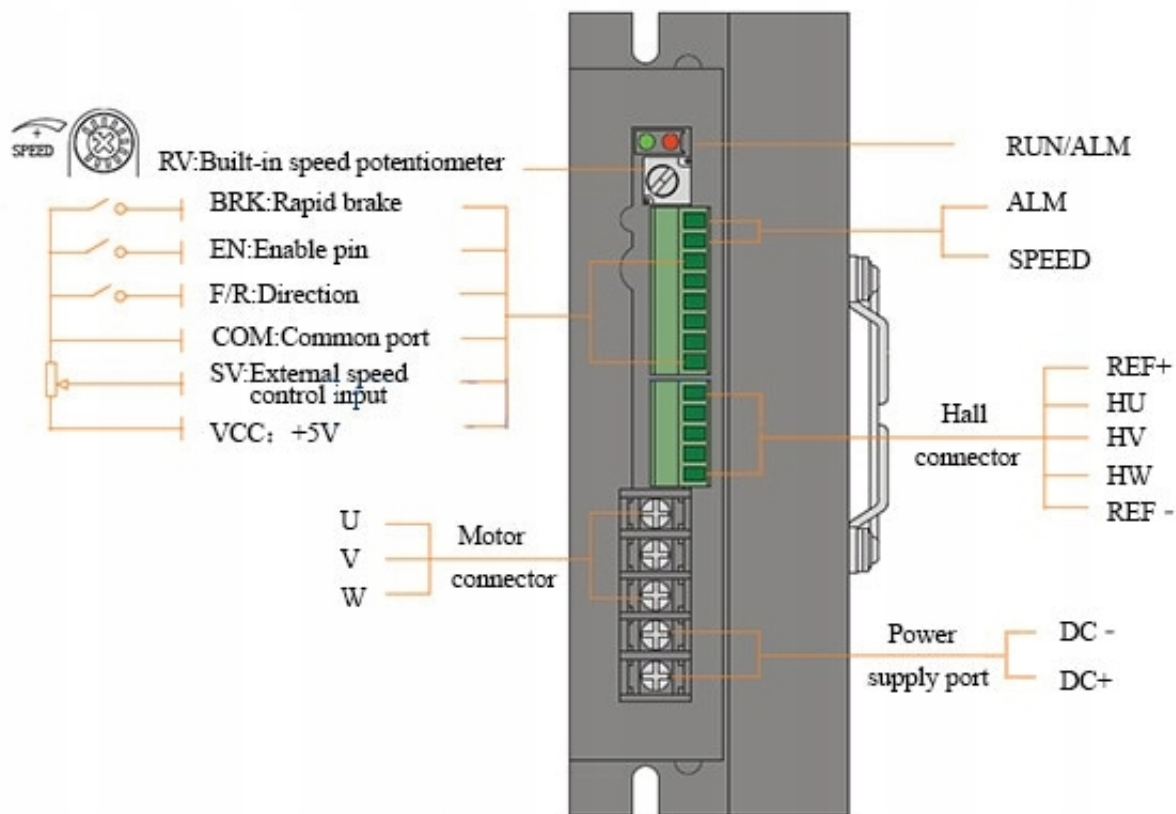 +
SPEED
RV:Built-in speed potentiometer
BRK:Rapid brake
EN:Enable pin
F/R:Direction
COM:Common port
SV:External speed
control input
VCC: +5V
U
V
W
Motor
connector
RUN/ALM
ALM
SPEED
Hall
connector
REF+
HU
HV
HW
REF -
Power
supply port
DC -
DC+